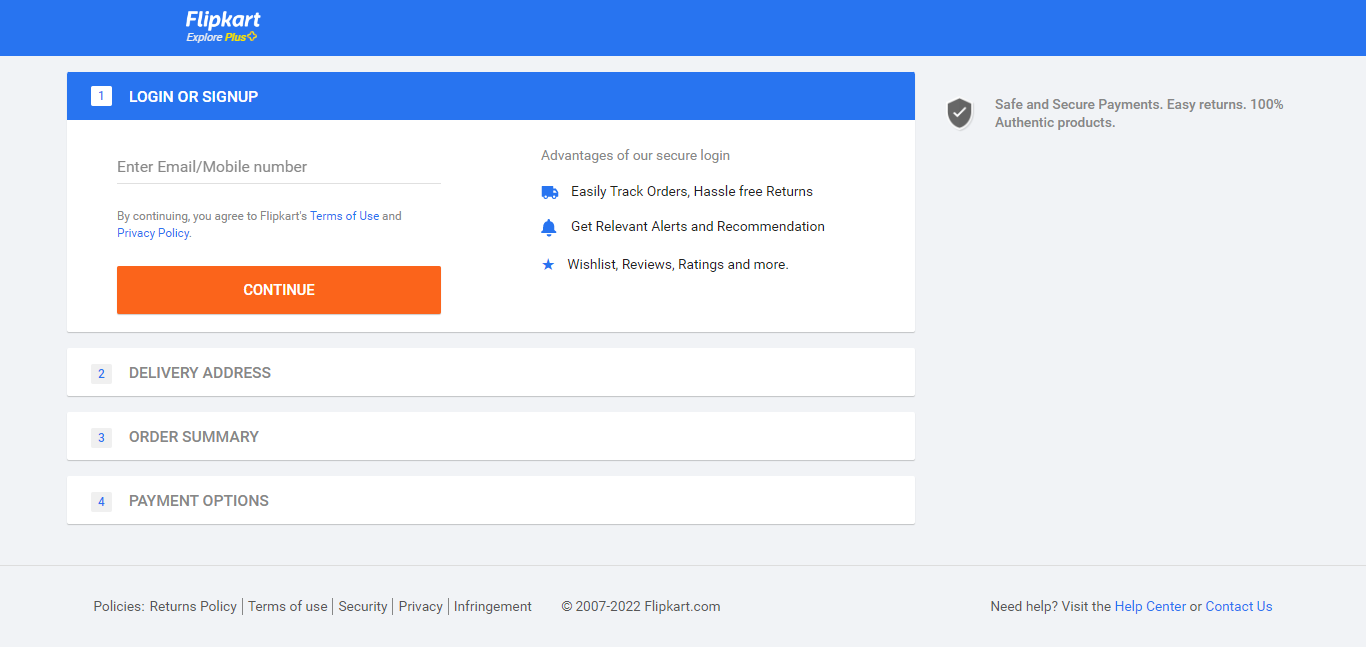 Flipkart
Explore Plus
1 LOGIN OR SIGNUP
Enter Email/Mobile number
By continuing, you agree to Flipkart's Terms of Use and
Privacy Policy.
CONTINUE
Advantages of our secure login
Easily Track Orders, Hassle free Returns
Get Relevant Alerts and Recommendation
Wishlist, Reviews, Ratings and more.
Safe and Secure Payments. Easy returns. 100%
Authentic products.
2 DELIVERY ADDRESS
3 ORDER SUMMARY
4 PAYMENT OPTIONS
Policies: Returns Policy | Terms of use | Security | Privacy | Infringement © 2007-2022 Flipkart.com Need help? Visit the Help Center or Contact Us